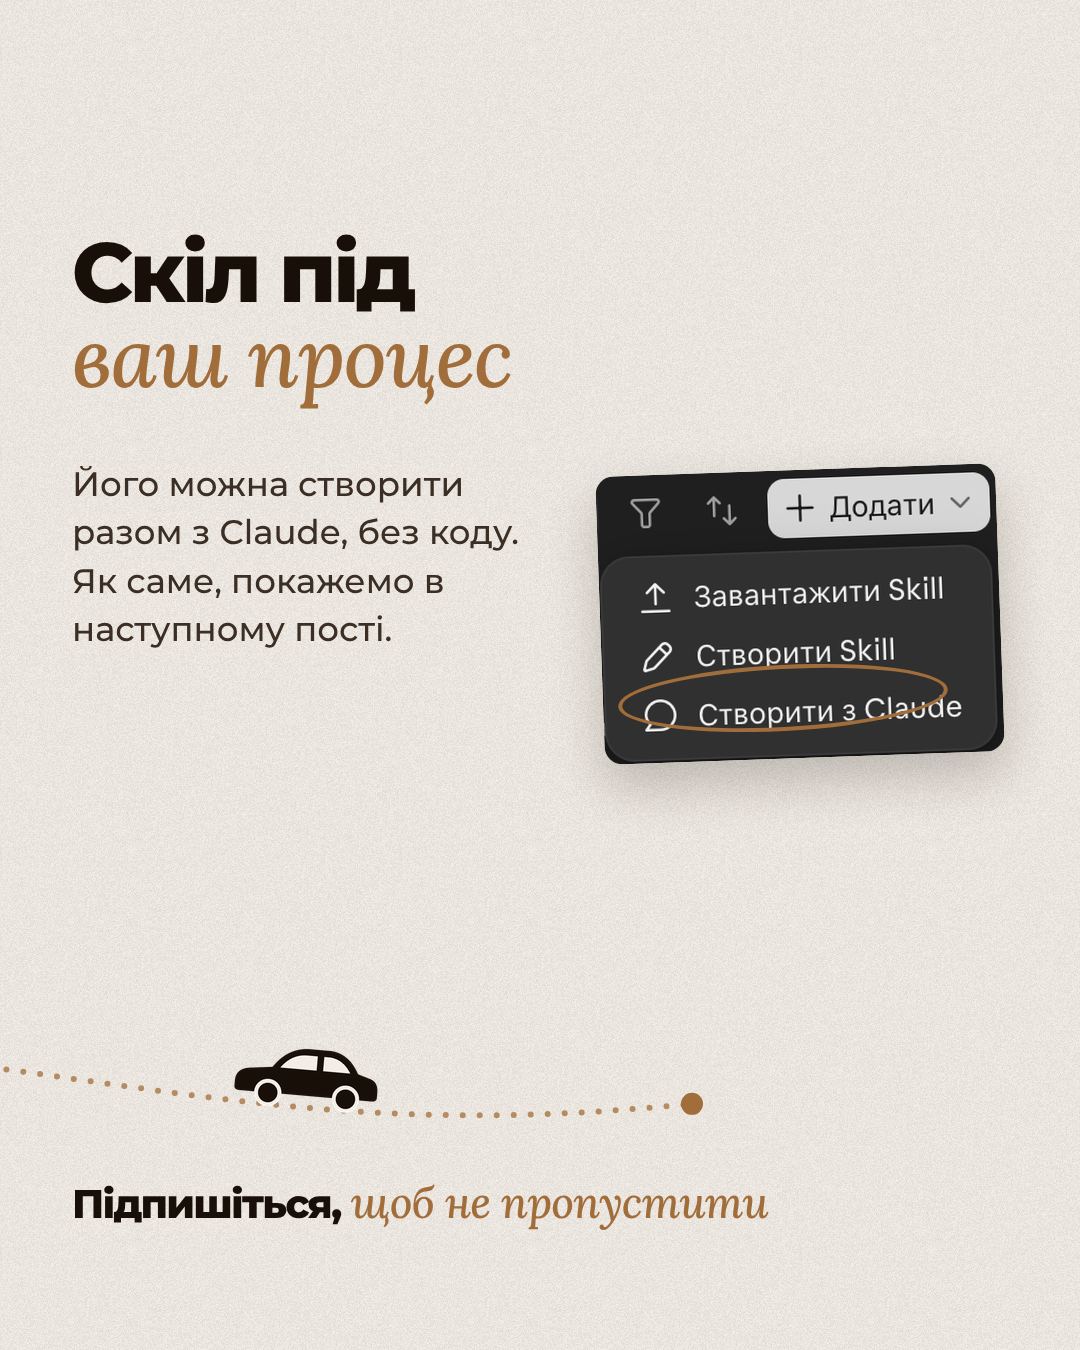 Скіл під
ваш процес
Його можна створити
разом з Claude, без коду.
Як саме, покажемо в
наступному пості.
Додати
Завантажити Skill
Створити Skill
Створити з Claude
Підпишіться, щоб не пропустити